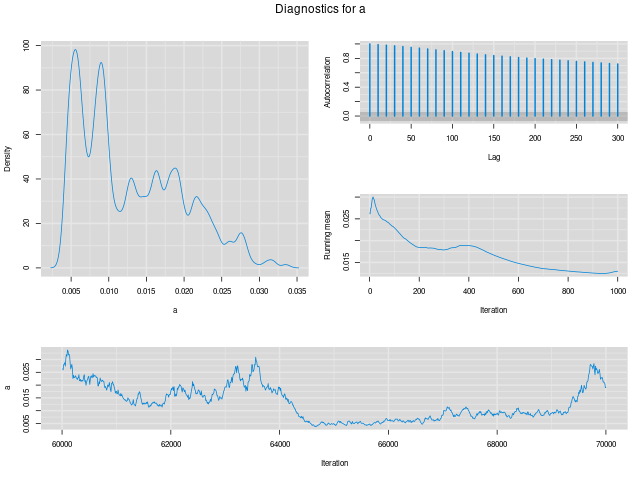 Diagnostics for a
Density
0 20 40 60 80 100
0.005 0.010 0.015 0.020 0.025 0.030 0.035
a
Autocorrelation
0.0 0.4 0.8
0 50 100 150 200 250 300
Lag
Running mean
0.015 0.025
0 200 400 600 800 1000
Iteration
a
0.005 0.015 0.025
60000 62000 64000 66000 68000 70000
Iteration